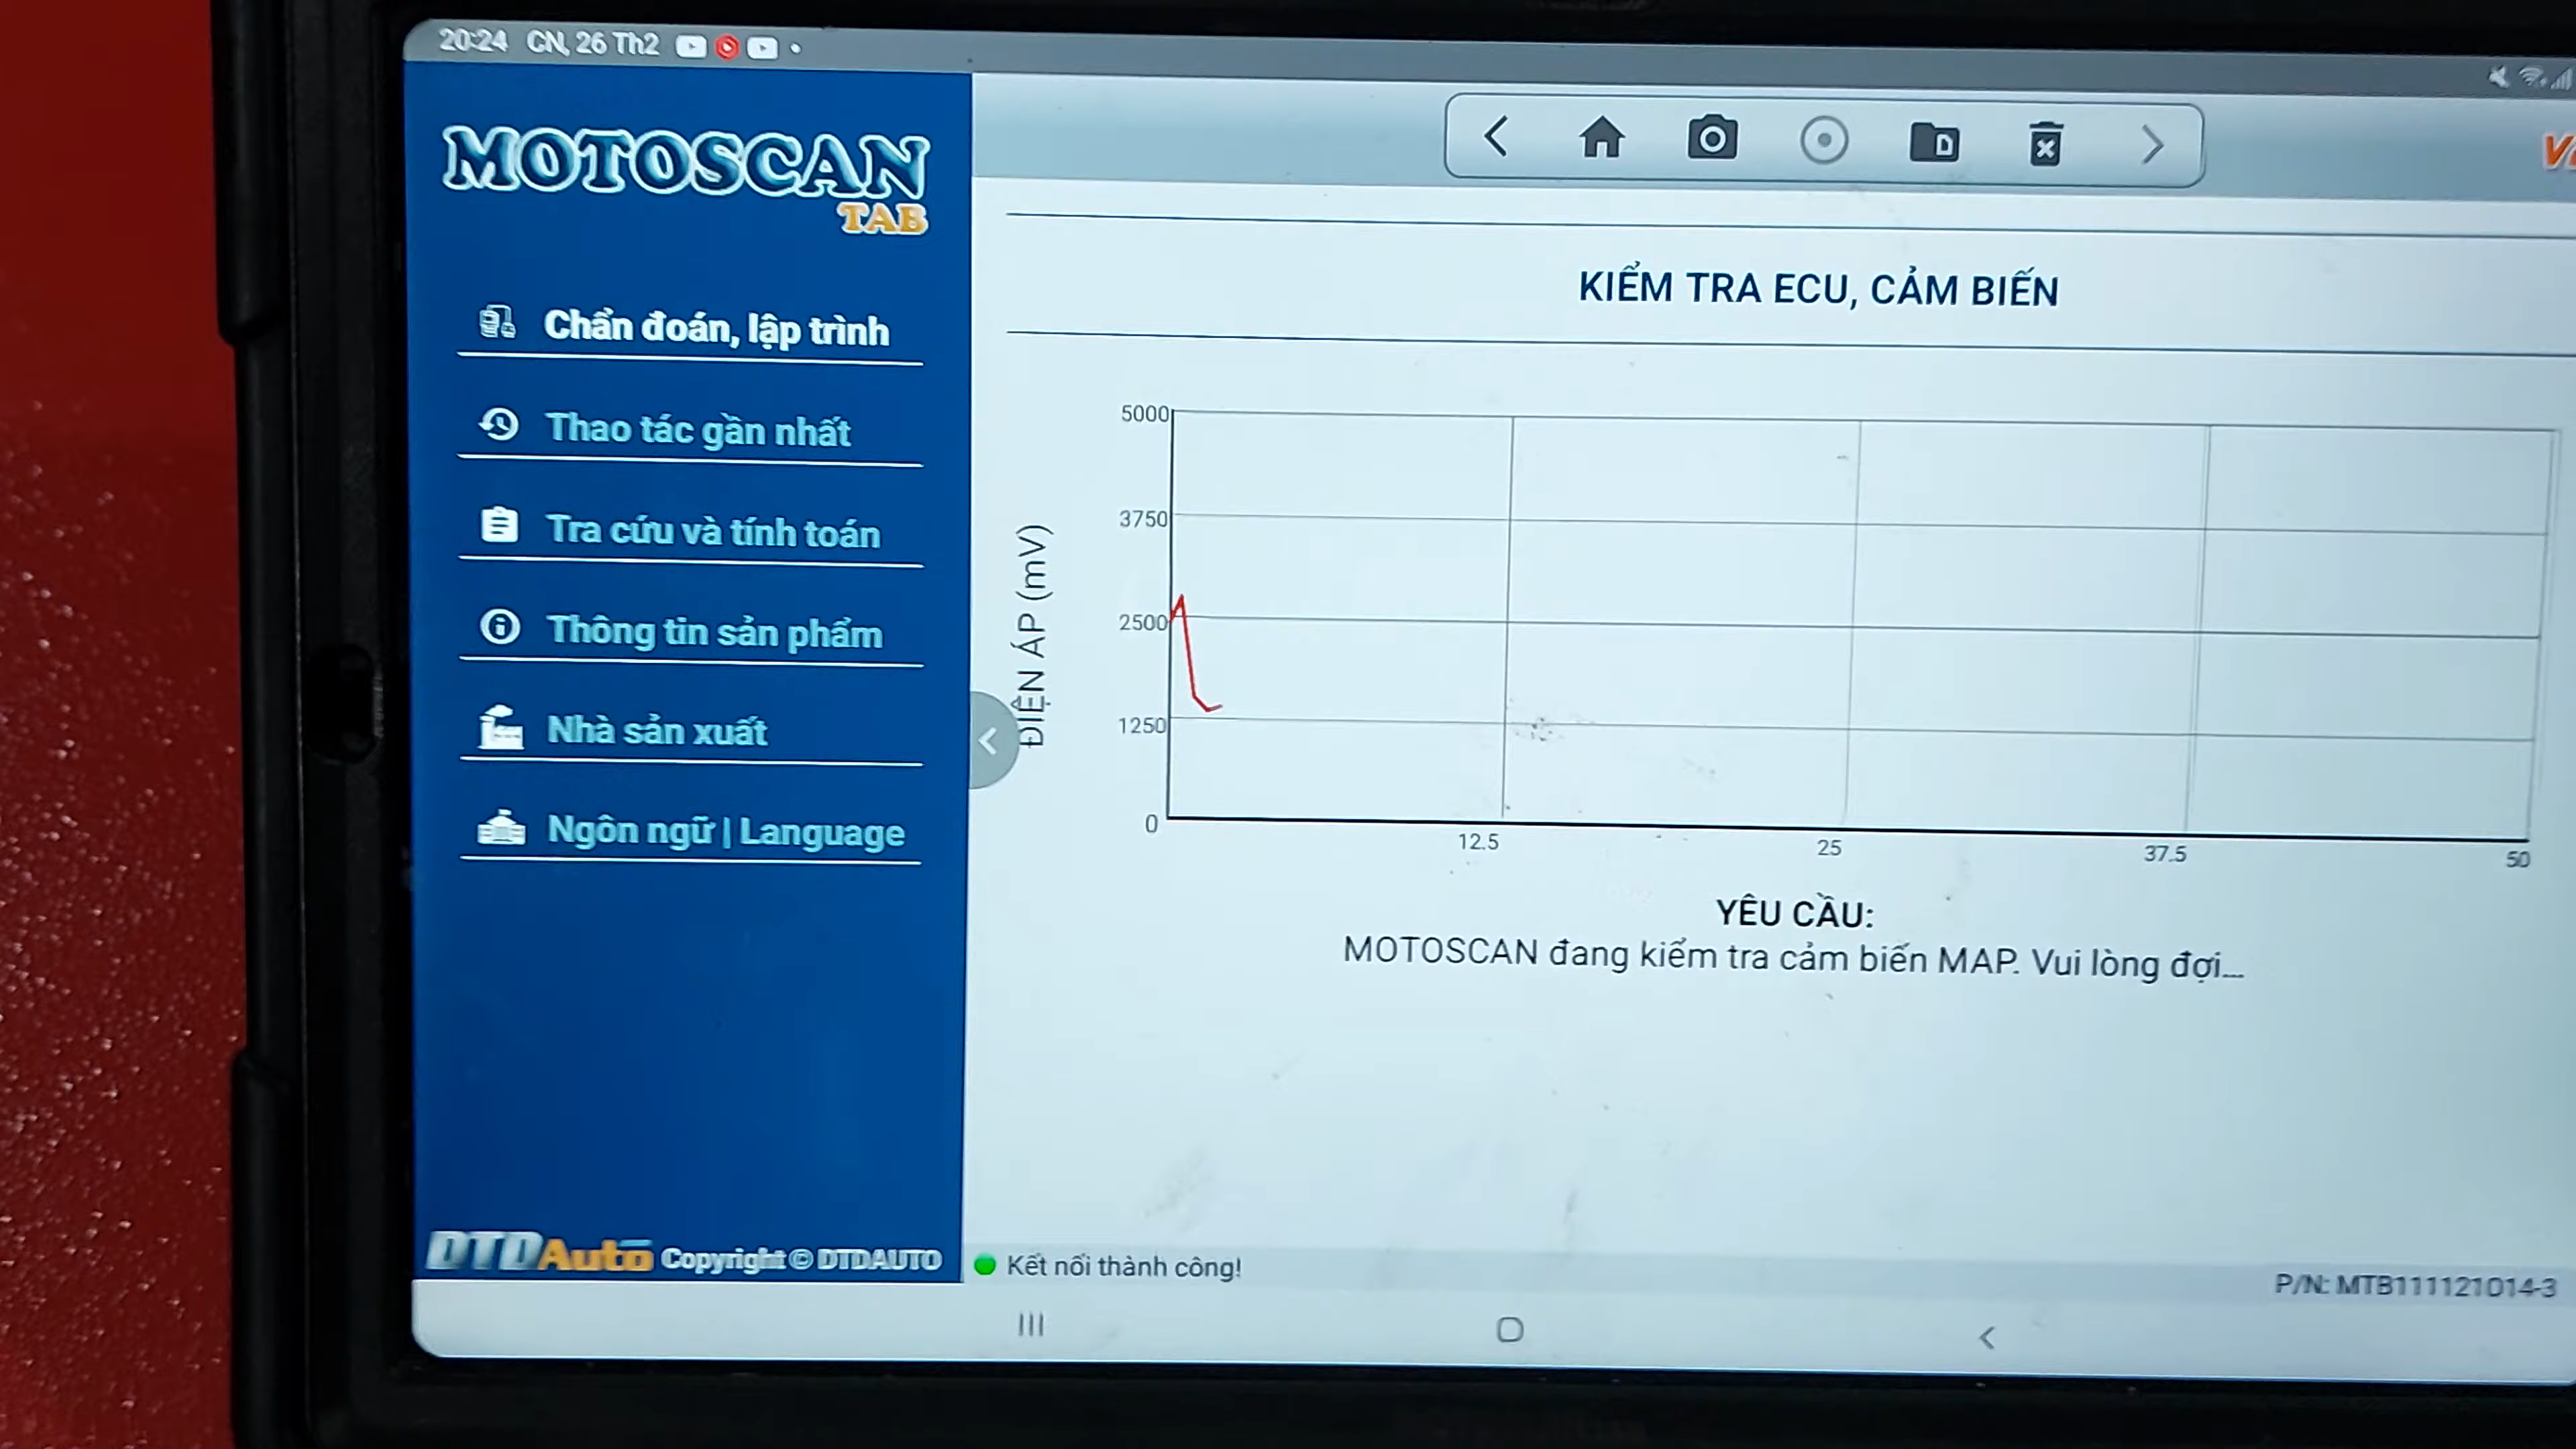 20:24 CN, 26 Th2
MOTOSCAN
TAB
Chẩn đoán, lập trình
Thao tác gần nhất
Tra cứu và tính toán
Thông tin sản phẩm
Nhà sản xuất
Ngôn ngữ | Language
DTDAuto Copyright © DTDAUTO
KIỂM TRA ECU, CẢM BIẾN
ĐIỆN ÁP (mV)
5000
3750
2500
1250
0
12.5
25
37.5
50
YÊU CẦU:
MOTOSCAN đang kiểm tra cảm biến MAP. Vui lòng đợi...
Kết nối thành công!
P/N: MTB111121014-3